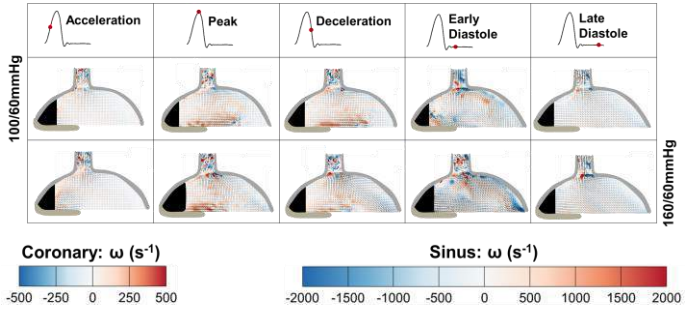 Acceleration
Peak
Deceleration
Early
Diastole
Late
Diastole
100/60mmHg
160/60mmHg
Coronary: ω (s⁻¹)
-500 -250 0 250 500
Sinus: ω (s⁻¹)
-2000 -1500 -1000 -500 0 500 1000 1500 2000